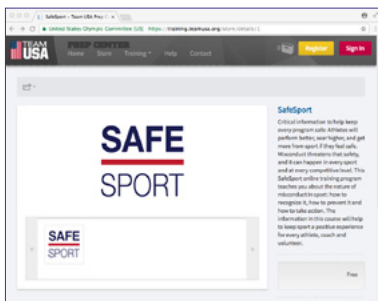 SafeSport - Team USA Prep C
United States Olympic Committee [US] https://training.teamusa.org/store/details/1
TEAM USA
PREP CENTER
Home Store Training Help Contact
Register
Sign In
SafeSport
Critical information to help keep
every program safe. Athletes will
perform better, soar higher, and get
more from sport if they feel safe.
Misconduct threatens that safety,
and it can happen in every sport
and at every competitive level. This
SafeSport online training program
teaches you about the nature of
misconduct in sport: how to
recognize it, how to prevent it and
how to take action. The
information in this course will help
to keep sport a positive experience
for every athlete, coach and
volunteer.
SAFE
SPORT
SAFE
SPORT
Free